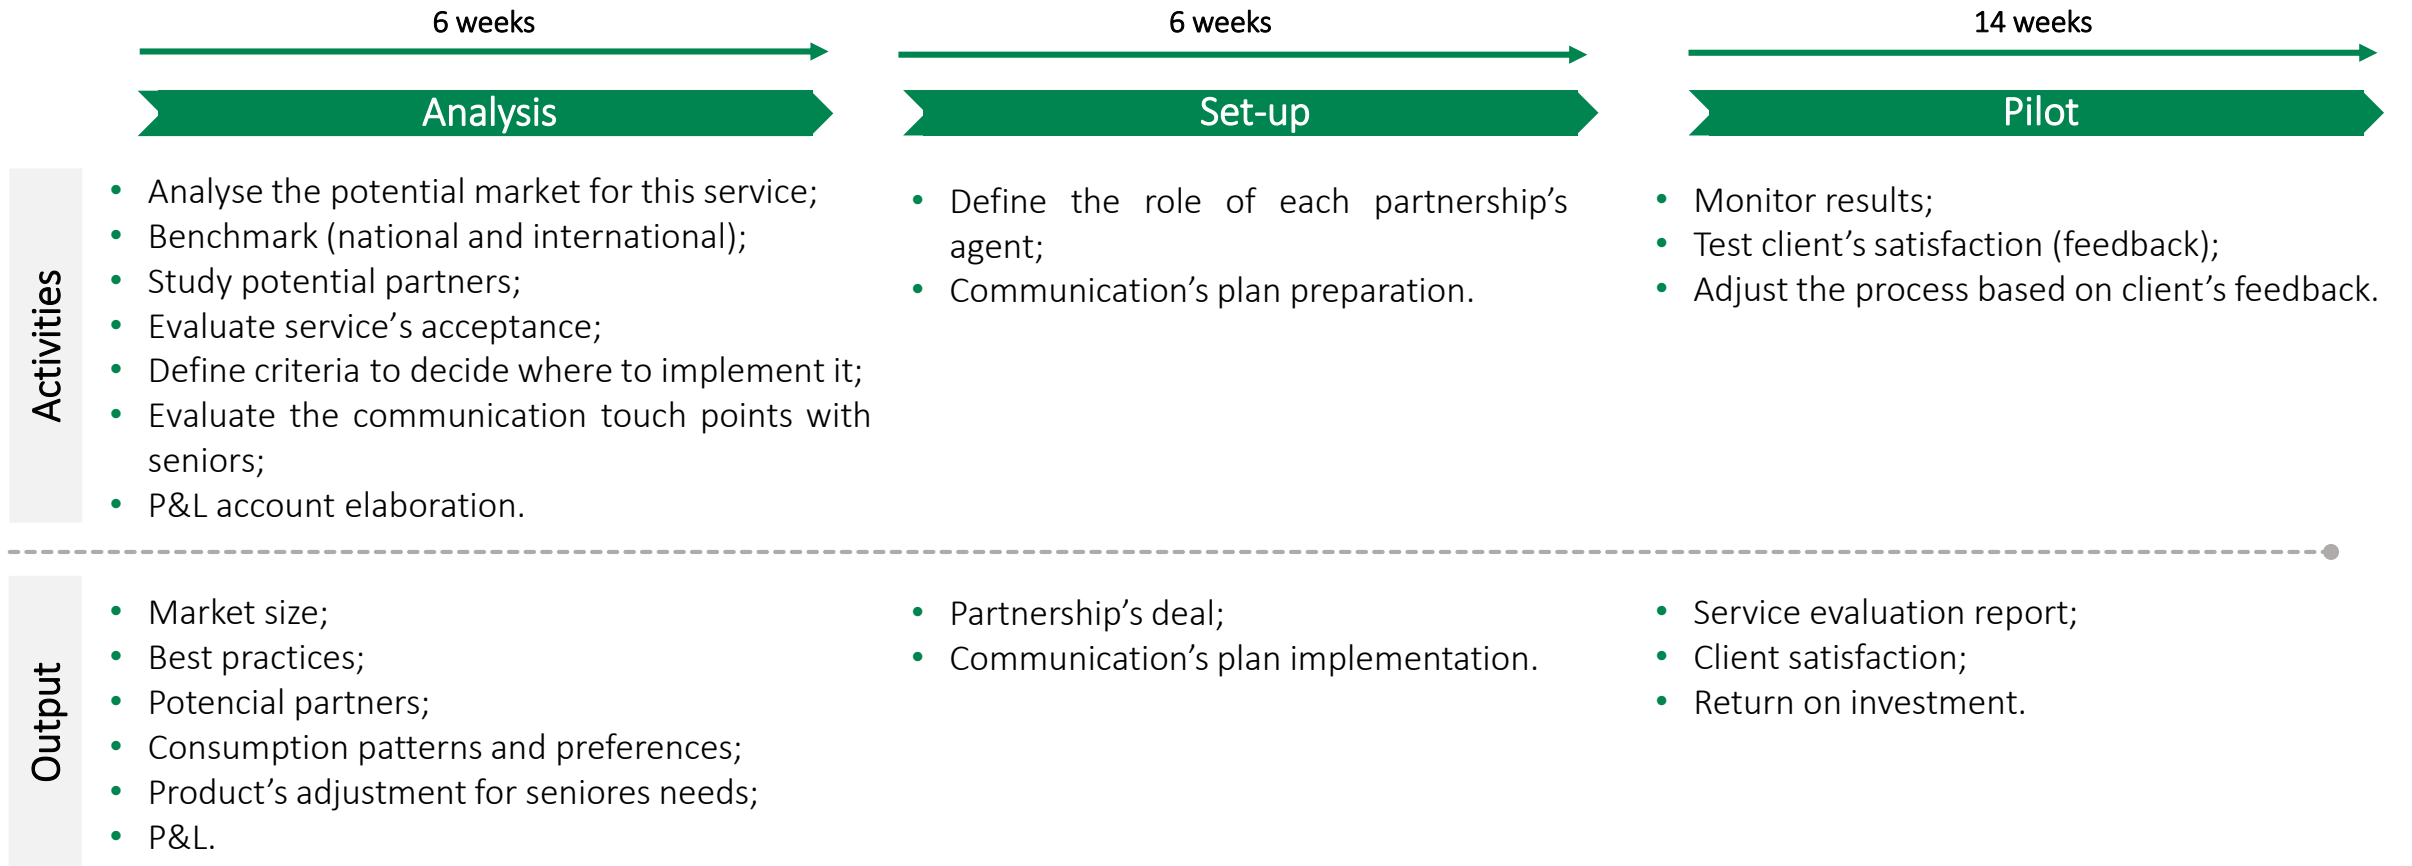 6 weeks
6 weeks
14 weeks
Analysis
Set-up
Pilot
Activities
• Analyse the potential market for this service;
• Benchmark (national and international);
• Study potential partners;
• Evaluate service’s acceptance;
• Define criteria to decide where to implement it;
• Evaluate the communication touch points with
seniors;
• P&L account elaboration.
• Define the role of each partnership’s
agent;
• Communication’s plan preparation.
• Monitor results;
• Test client’s satisfaction (feedback);
• Adjust the process based on client’s feedback.
Output
• Market size;
• Best practices;
• Potencial partners;
• Consumption patterns and preferences;
• Product’s adjustment for seniores needs;
• P&L.
• Partnership’s deal;
• Communication’s plan implementation.
• Service evaluation report;
• Client satisfaction;
• Return on investment.